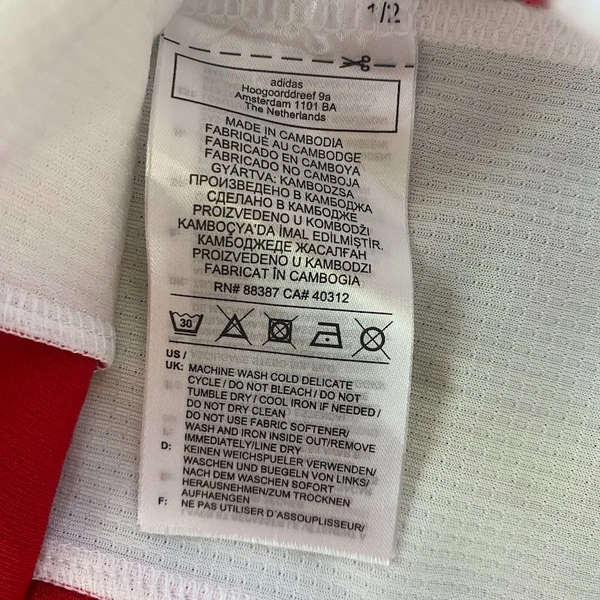 1/2
adidas
Hoogoorddreef 9a
Amsterdam 1101 BA
The Netherlands
MADE IN CAMBODIA
FABRIQUÉ AU CAMBODGE
FABRICADO EN CAMBOYA
FABRICADO NO CAMBOJA
GYÁRTVA: KAMBODZSA
ПРОИЗВЕДЕНО В КАМБОДЖА
СДЕЛАНО В КАМБОДЖЕ
PROIZVEDENO U KOMBODŽI
KAMBOÇYA'DA İMAL EDİLMİŞTİR.
КАМБОДЖЕДЕ ЖАСАЛҒАН
PROIZVEDENO U KAMBODZI
FABRICAT ÎN CAMBOGIA
RN# 88387 CA# 40312
30
US /
UK: MACHINE WASH COLD DELICATE
CYCLE / DO NOT BLEACH / DO NOT
TUMBLE DRY / COOL IRON IF NEEDED /
DO NOT DRY CLEAN
DO NOT USE FABRIC SOFTENER/
WASH AND IRON INSIDE OUT/REMOVE
IMMEDIATELY/LINE DRY
D: KEINEN WEICHSPUELER VERWENDEN/
WASCHEN UND BUEGELN VON LINKS/
NACH DEM WASCHEN SOFORT
HERAUSNEHMEN/ZUM TROCKNEN
AUFHAENGEN
F: NE PAS UTILISER D'ASSOUPLISSEUR/